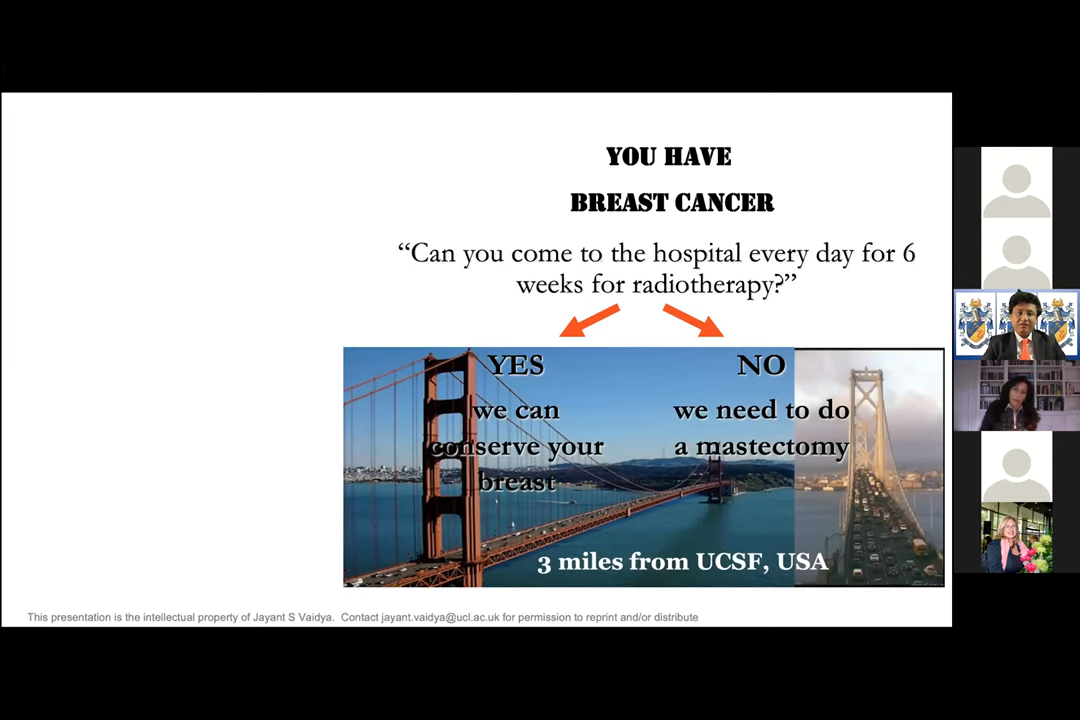 YOU HAVE
BREAST CANCER
“Can you come to the hospital every day for 6
weeks for radiotherapy?”
YES
we can
conserve your
breast
NO
we need to do
a mastectomy
3 miles from UCSF, USA
This presentation is the intellectual property of Jayant S Vaidya. Contact jayant.vaidya@ucl.ac.uk for permission to reprint and/or distribute